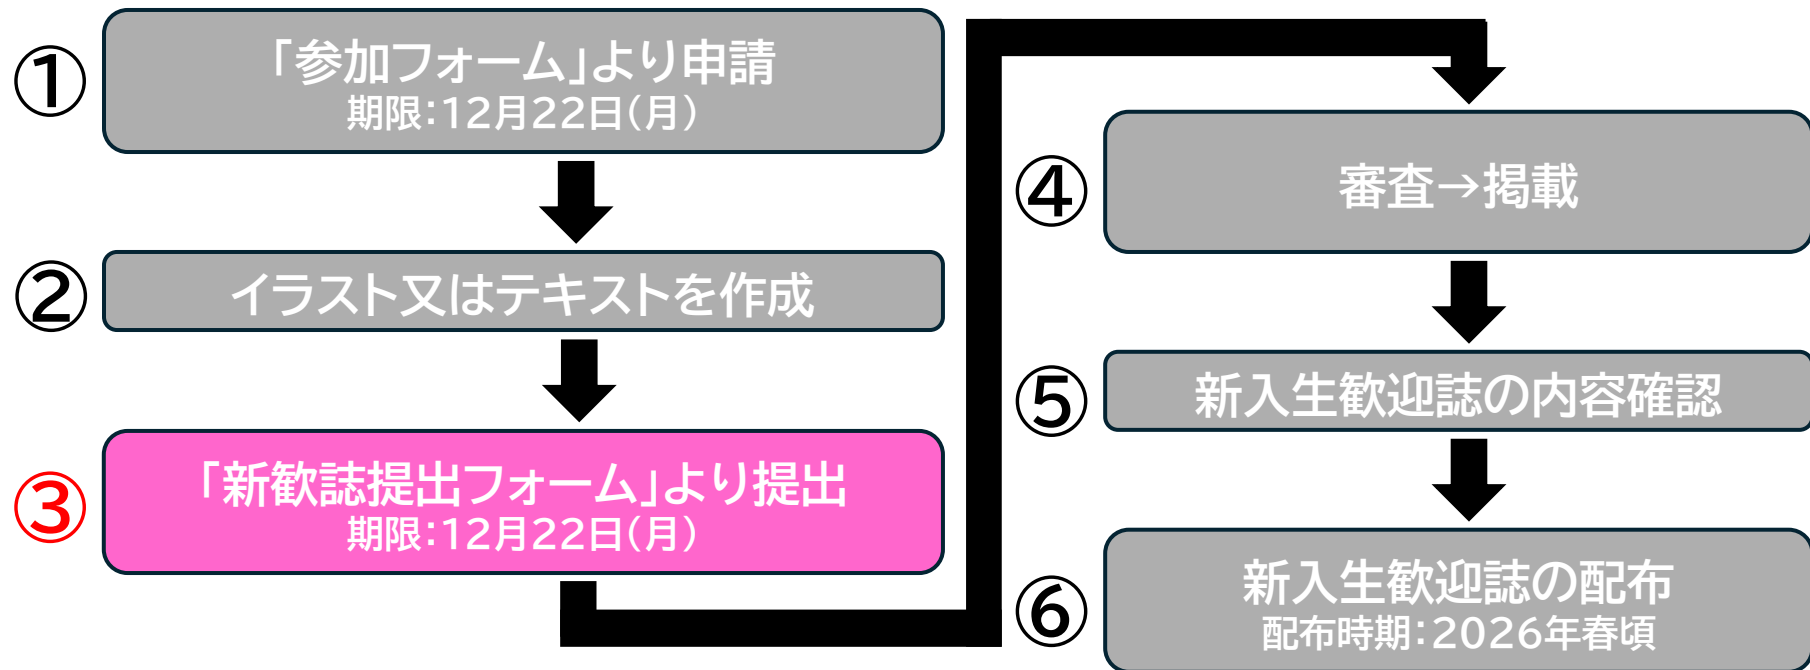 ①
「参加フォーム」より申請
期限：12月22日（月）
②
イラスト又はテキストを作成
③
「新歓誌提出フォーム」より提出
期限：12月22日（月）
④
審査→掲載
⑤
新入生歓迎誌の内容確認
⑥
新入生歓迎誌の配布
配布時期：2026年春頃